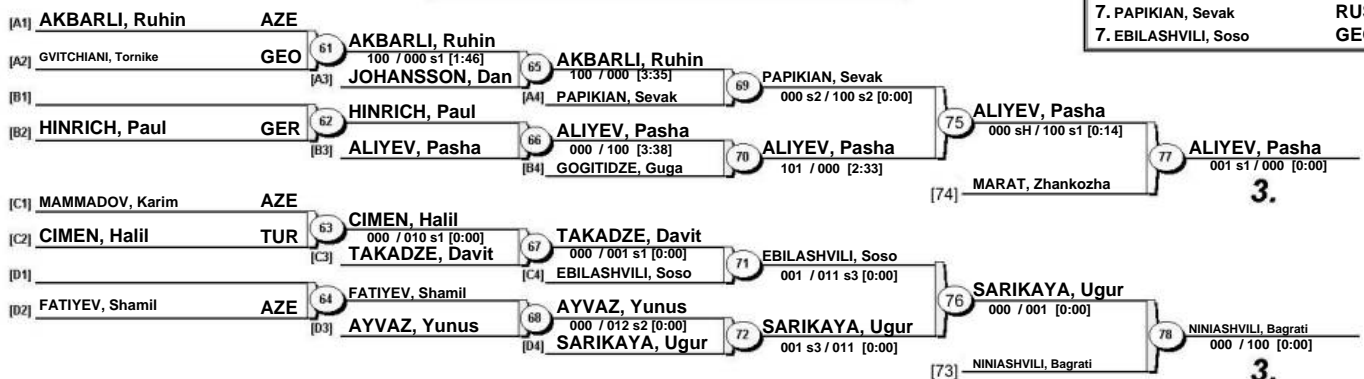 7. PAPIKIAN, Sevak
7. EBILASHVILI, Soso
[A1] AKBARLI, Ruhin AZE
[A2] GVITCHIANI, Tornike GEO
61
AKBARLI, Ruhin
100 / 000 s1 [1:46]
[A3] JOHANSSON, Dan
65
AKBARLI, Ruhin
100 / 000 [3:35]
[A4] PAPIKIAN, Sevak
69
PAPIKIAN, Sevak
000 s2 / 100 s2 [0:00]
[B1]
[B2] HINRICH, Paul GER
62
HINRICH, Paul
[B3] ALIYEV, Pasha
66
ALIYEV, Pasha
000 / 100 [3:38]
[B4] GOGITIDZE, Guga
70
ALIYEV, Pasha
101 / 000 [2:33]
75
ALIYEV, Pasha
000 sH / 100 s1 [0:14]
[74] MARAT, Zhankozha
77
ALIYEV, Pasha
001 s1 / 000 [0:00]
3.
[C1] MAMMADOV, Karim AZE
[C2] CIMEN, Halil TUR
63
CIMEN, Halil
000 / 010 s1 [0:00]
[C3] TAKADZE, Davit
67
TAKADZE, Davit
000 / 001 s1 [0:00]
[C4] EBILASHVILI, Soso
71
EBILASHVILI, Soso
001 / 011 s3 [0:00]
[D1]
[D2] FATIYEV, Shamil AZE
64
FATIYEV, Shamil
[D3] AYVAZ, Yunus
68
AYVAZ, Yunus
000 / 012 s2 [0:00]
[D4] SARIKAYA, Ugur
72
SARIKAYA, Ugur
001 s3 / 011 [0:00]
76
SARIKAYA, Ugur
000 / 001 [0:00]
[73] NINIASHVILI, Bagrati
78
NINIASHVILI, Bagrati
000 / 100 [0:00]
3.